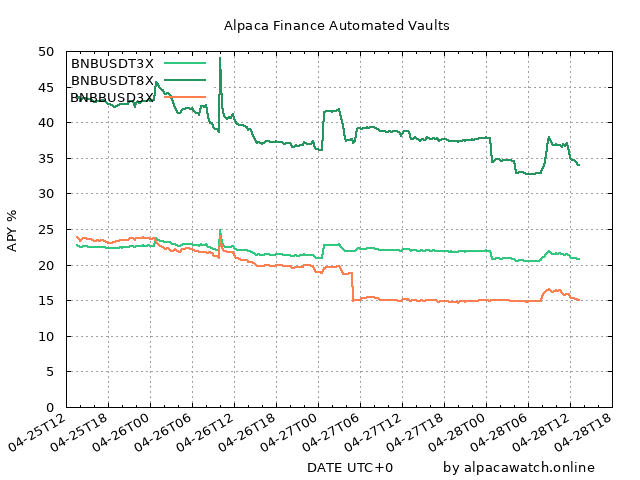 Alpaca Finance Automated Vaults
APY %
50
45
40
35
30
25
20
15
10
5
0
BNBUSDT3X
BNBUSDT8X
BNBBUSD3X
04-25T12
04-25T18
04-26T00
04-26T06
04-26T12
04-26T18
04-27T00
04-27T06
04-27T12
04-27T18
04-28T00
04-28T06
04-28T12
04-28T18
DATE UTC+0
by alpacawatch.online